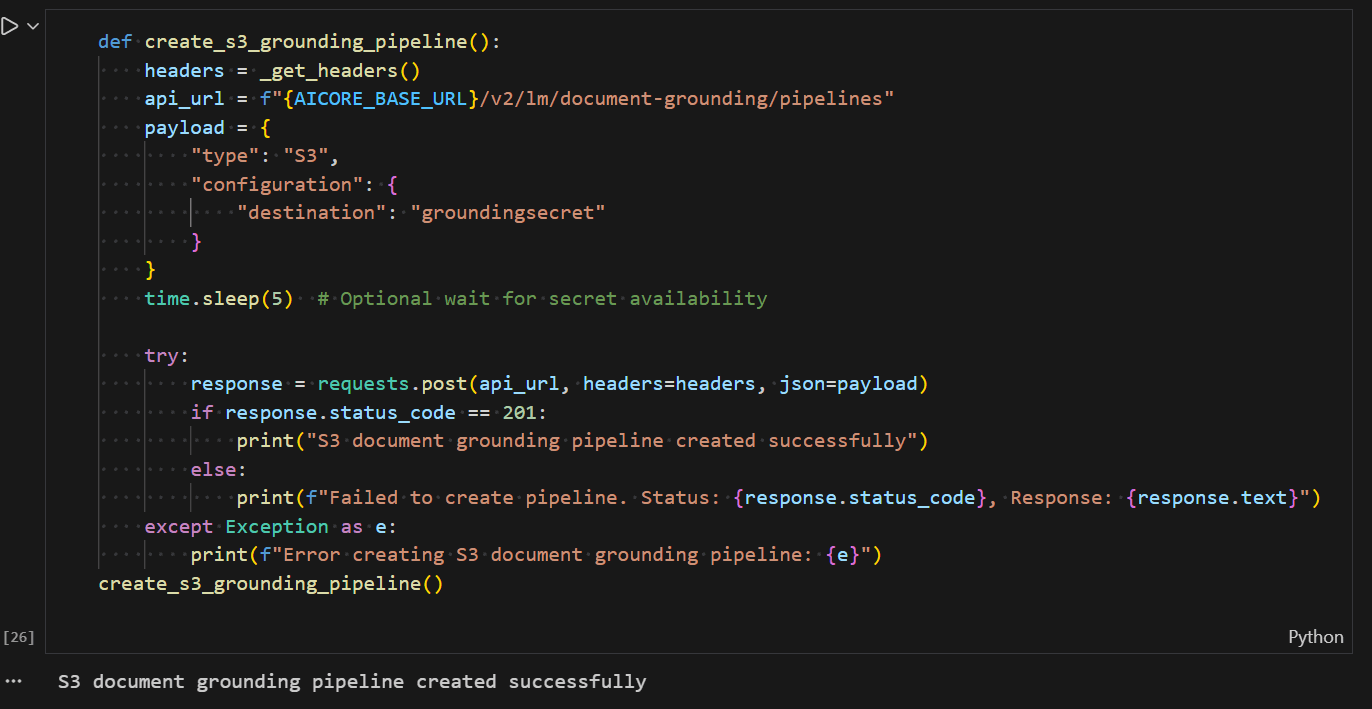 def create_s3_grounding_pipeline():
    headers = _get_headers()
    api_url = f"{AICORE_BASE_URL}/v2/lm/document-grounding/pipelines"
    payload = {
        "type": "S3",
        "configuration": {
            "destination": "groundingsecret"
        }
    }
    time.sleep(5)  # Optional wait for secret availability

    try:
        response = requests.post(api_url, headers=headers, json=payload)
        if response.status_code == 201:
            print("S3 document grounding pipeline created successfully")
        else:
            print(f"Failed to create pipeline. Status: {response.status_code}, Response: {response.text}")
    except Exception as e:
        print(f"Error creating S3 document grounding pipeline: {e}")
create_s3_grounding_pipeline()
[26]
Python
S3 document grounding pipeline created successfully